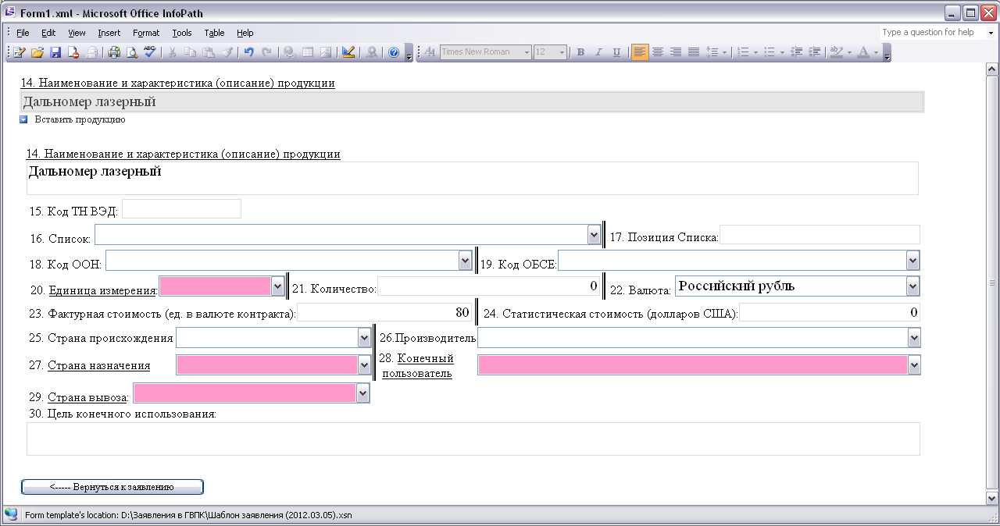 Form1.xml - Microsoft Office InfoPath
File Edit View Insert Format Tools Table Help
Type a question for help
Times New Roman 12 B I U
14. Наименование и характеристика (описание) продукции
Дальномер лазерный
Вставить продукцию
14. Наименование и характеристика (описание) продукции
Дальномер лазерный
15. Код ТН ВЭД:
16. Список: 17. Позиция Списка:
18. Код ООН: 19. Код ОБСЕ:
20. Единица измерения: 21. Количество: 0 22. Валюта: Российский рубль
23. Фактурная стоимость (ед. в валюте контракта): 80 24. Статистическая стоимость (долларов США): 0
25. Страна происхождения 26.Производитель
27. Страна назначения 28. Конечный
пользователь
29. Страна вывоза:
30. Цель конечного использования:
<----- Вернуться к заявлению
Form template's location: D:\Заявления в ГВПК\Шаблон заявления (2012.03.05).xsn